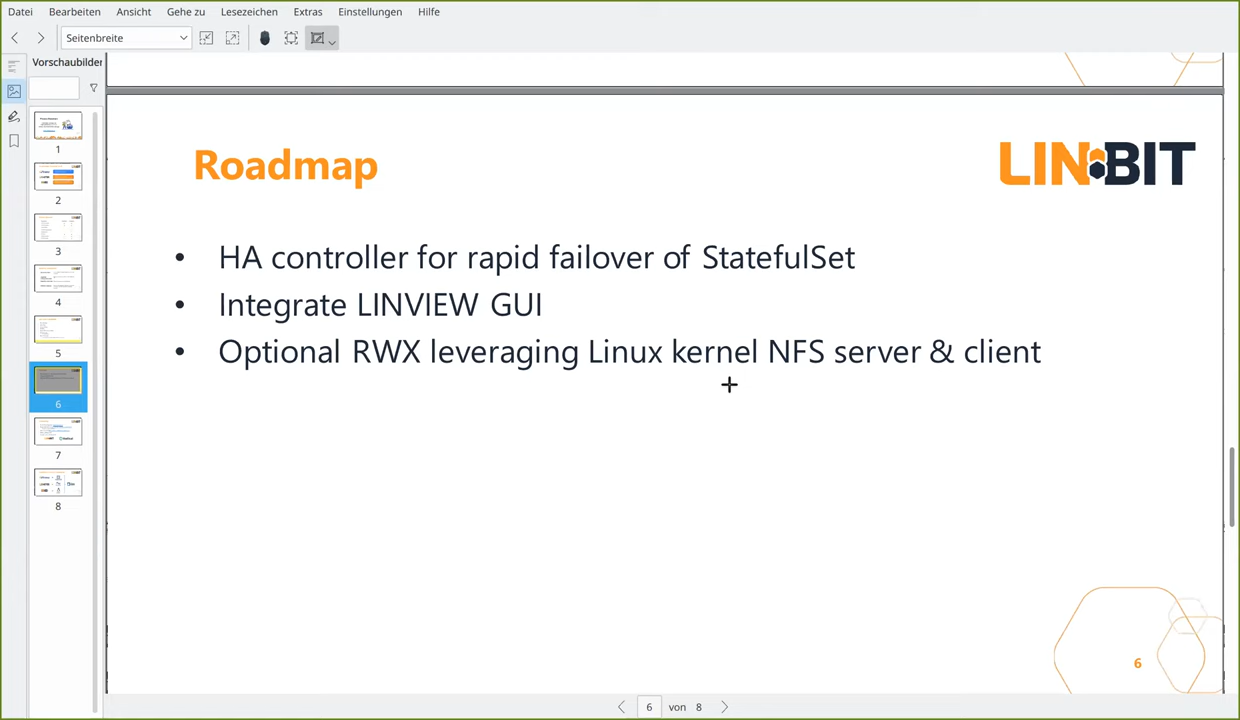 Datei Bearbeiten Ansicht Gehe zu Lesezeichen Extras Einstellungen Hilfe
Seitenbreite
Vorschaubilder
1
2
3
4
5
6
7
8
Roadmap
LINBIT
• HA controller for rapid failover of StatefulSet
• Integrate LINVIEW GUI
• Optional RWX leveraging Linux kernel NFS server & client
6
6 von 8